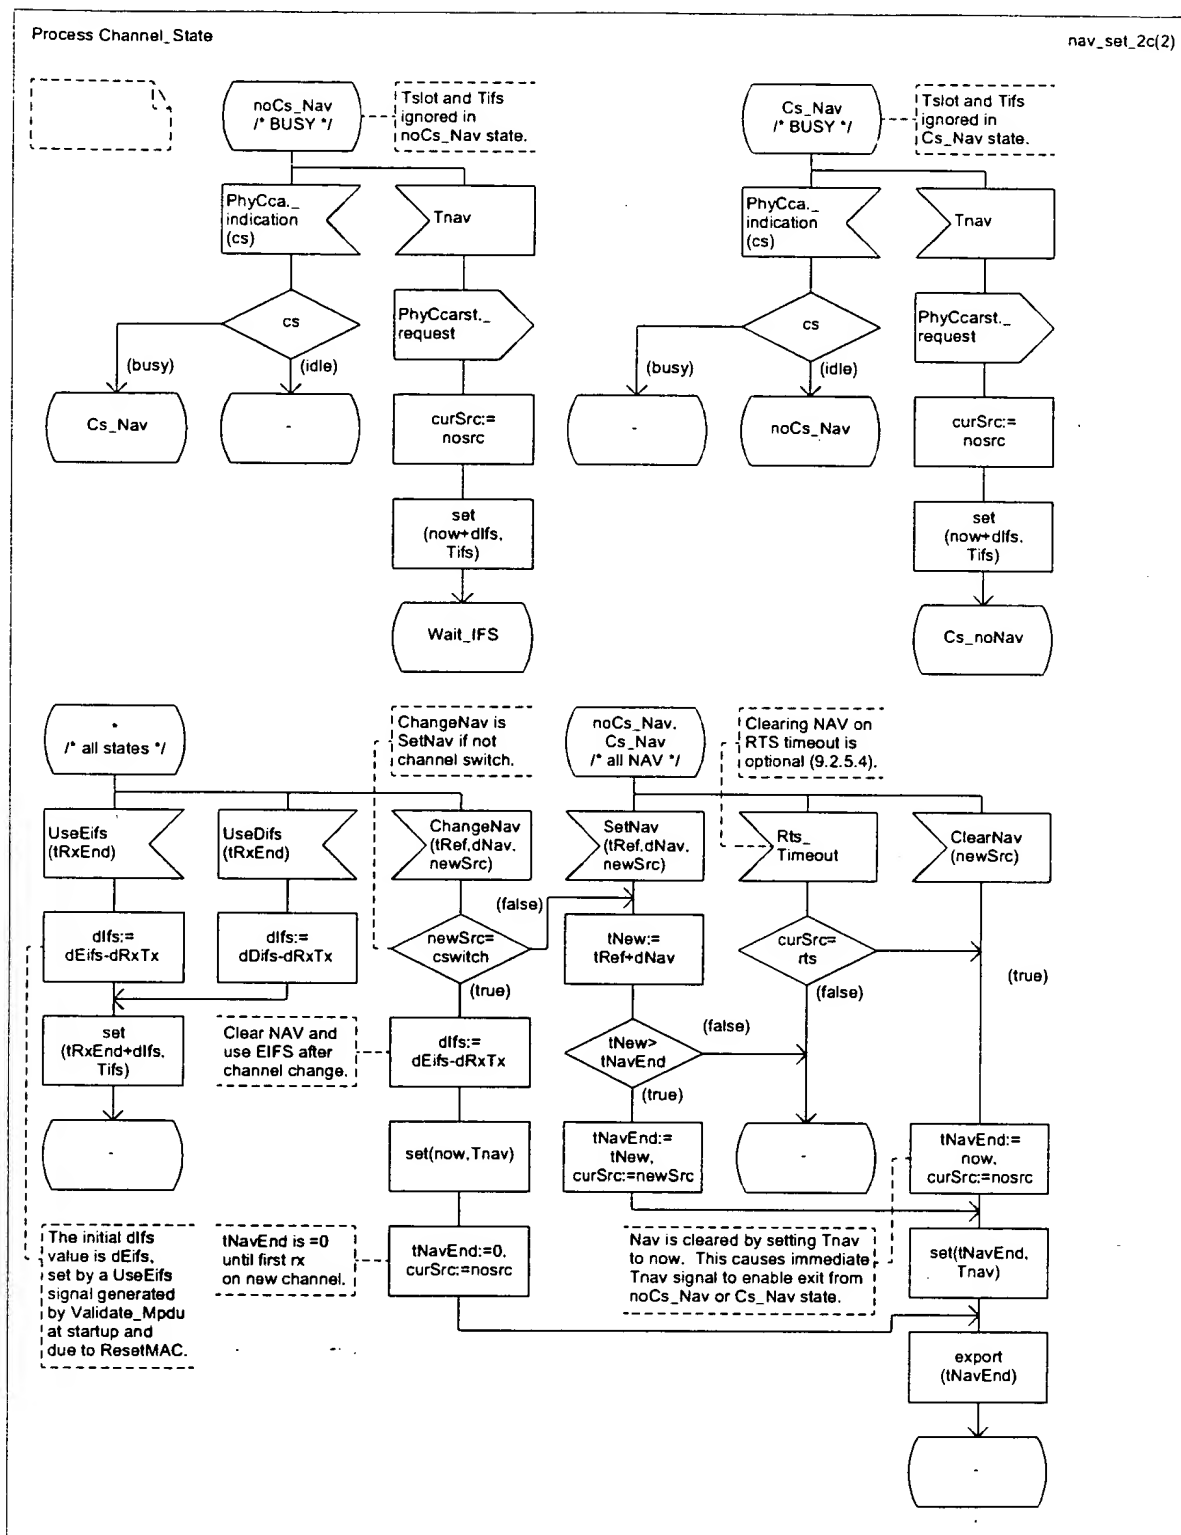 Process Channel_State
nav_set_2c(2)
noCs_Nav
/* BUSY */
Tslot and Tifs
ignored in
noCs_Nav state.
PhyCca._
indication
(cs)
Tnav
cs
PhyCcarst._
request
(busy)
(idle)
Cs_Nav
-
curSrc:=
nosrc
set
(now+dIfs,
Tifs)
Wait_IFS
Cs_Nav
/* BUSY */
Tslot and Tifs
ignored in
Cs_Nav state.
PhyCca._
indication
(cs)
Tnav
cs
PhyCcarst._
request
(busy)
(idle)
-
noCs_Nav
curSrc:=
nosrc
set
(now+dIfs,
Tifs)
Cs_noNav
*
/* all states */
ChangeNav is
SetNav if not
channel switch.
UseEifs
(tRxEnd)
UseDifs
(tRxEnd)
ChangeNav
(tRef,dNav,
newSrc)
dIfs:=
dEifs-dRxTx
dIfs:=
dDifs-dRxTx
newSrc=
cswitch
(false)
(true)
set
(tRxEnd+dIfs,
Tifs)
-
Clear NAV and
use EIFS after
channel change.
dIfs:=
dEifs-dRxTx
set(now,Tnav)
The initial dIfs
value is dEifs,
set by a UseEifs
signal generated
by Validate_Mpdu
at startup and
due to ResetMAC.
tNavEnd is =0
until first rx
on new channel.
tNavEnd:=0,
curSrc:=nosrc
noCs_Nav,
Cs_Nav
/* all NAV */
Clearing NAV on
RTS timeout is
optional (9.2.5.4).
SetNav
(tRef,dNav,
newSrc)
Rts_
Timeout
ClearNav
(newSrc)
tNew:=
tRef+dNav
curSrc=
rts
(true)
(false)
tNew>
tNavEnd
(false)
(true)
tNavEnd:=
tNew,
curSrc:=newSrc
-
tNavEnd:=
now,
curSrc:=nosrc
Nav is cleared by setting Tnav
to now. This causes immediate
Tnav signal to enable exit from
noCs_Nav or Cs_Nav state.
set(tNavEnd,
Tnav)
export
(tNavEnd)
-